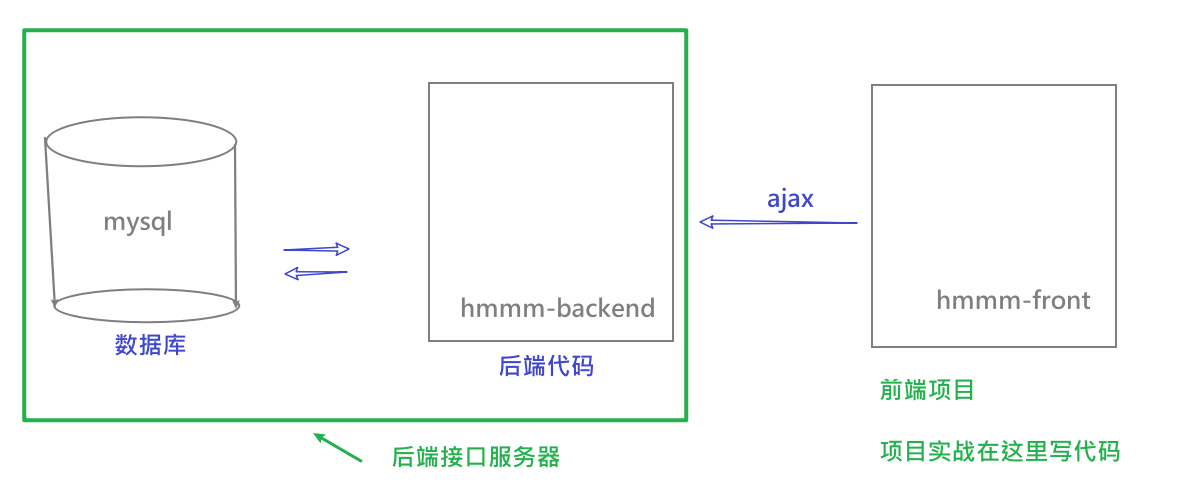 mysql
数据库
hmmm-backend
后端代码
后端接口服务器
ajax
hmmm-front
前端项目
项目实战在这里写代码